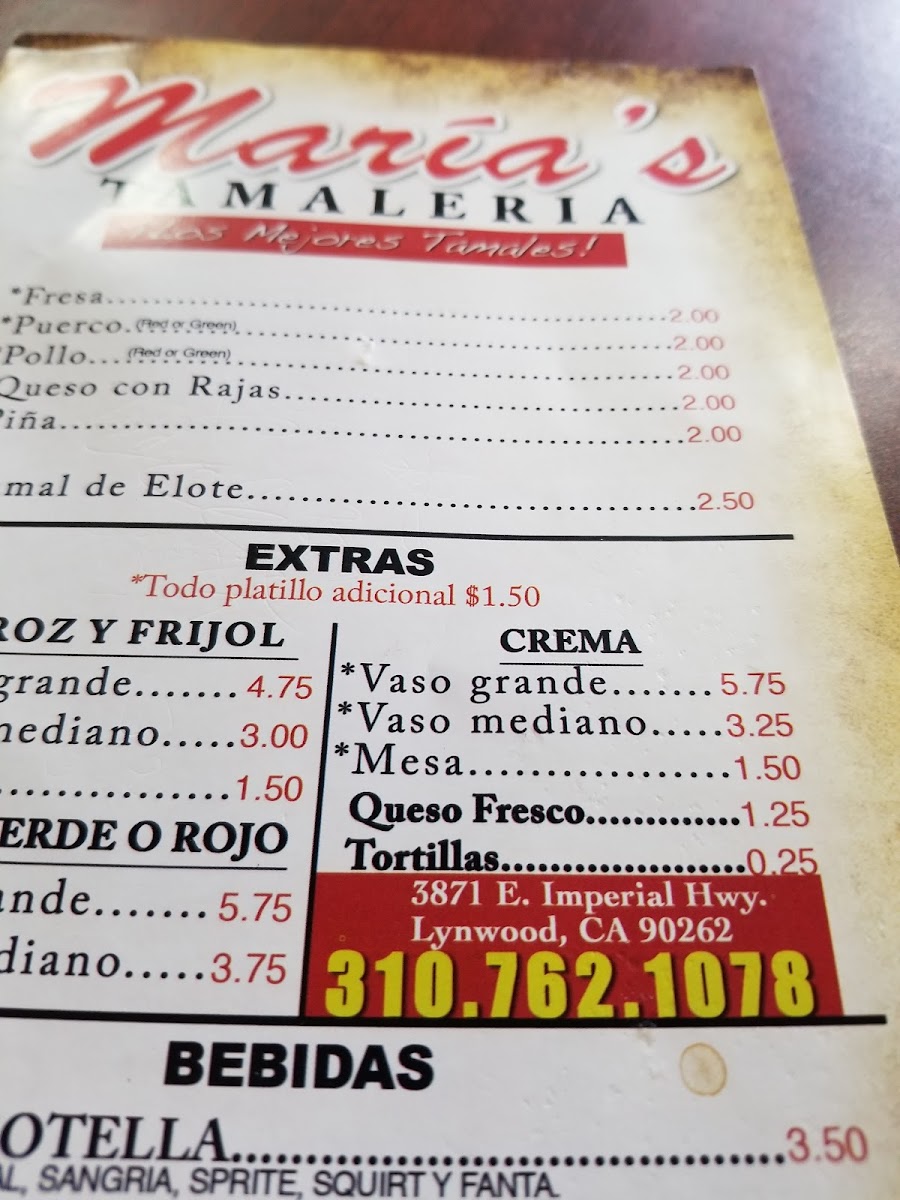 María's
TAMALERIA
¡Los Mejores Tamales!
*Fresa 2.00
*Puerco (Red or Green) 2.00
*Pollo (Red or Green) 2.00
Queso con Rajas 2.00
iña 2.00
mal de Elote 2.50
EXTRAS
*Todo platillo adicional $1.50
ROZ Y FRIJOL
grande 4.75
mediano 3.00
1.50
ERDE O ROJO
ande 5.75
diano 3.75
CREMA
*Vaso grande 5.75
*Vaso mediano 3.25
*Mesa 1.50
Queso Fresco 1.25
Tortillas 0.25
3871 E. Imperial Hwy.
Lynwood, CA 90262
310.762.1078
BEBIDAS
OTELLA 3.50
AL, SANGRIA, SPRITE, SQUIRT Y FANTA.